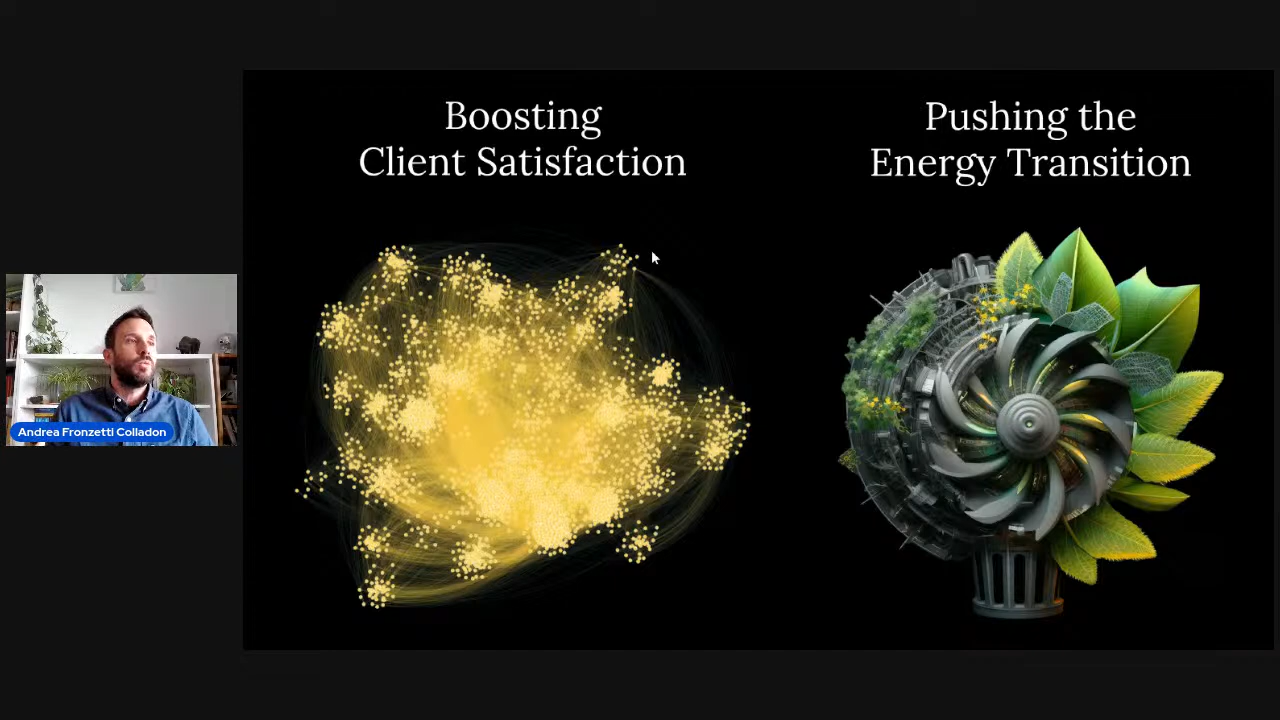 Boosting
Client Satisfaction
Pushing the
Energy Transition
Andrea Fronzetti Colladon